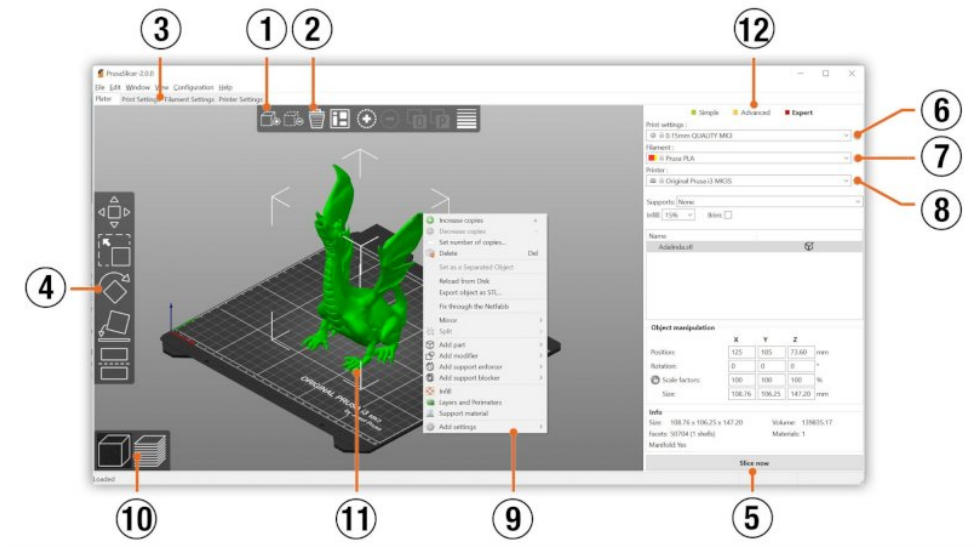 3
1
2
12
PrusaSlicer-2.0.0
File Edit Window View Configuration Help
Plater Print Settings Filament Settings Printer Settings
Simple Advanced Expert
Print settings :
0.15mm QUALITY MK3
6
Filament :
Prusa PLA
7
Printer :
Original Prusa i3 MK3S
8
Supports: None
Infill: 15% Brim:
Name
Adalinda.stl
4
Increase copies +
Decrease copies -
Set number of copies...
Delete Del
Set as a Separated Object
Reload from Disk
Export object as STL...
Fix through the Netfabb
Mirror
Split
Add part
Add modifier
Add support enforcer
Add support blocker
Infill
Layers and Perimeters
Support material
Add settings
ORIGINAL PRUSA i3 MK3
by Josef Prusa
Object manipulation
X Y Z
Position: 125 105 73.60 mm
Rotation: 0 0 0 °
Scale factors: 100 100 100 %
Size: 108.76 106.25 147.20 mm
Info
Size: 108.76 x 106.25 x 147.20 Volume: 139835.17
Facets: 50704 (1 shells) Materials: 1
Manifold: Yes
Slice now
Loaded
10
11
9
5